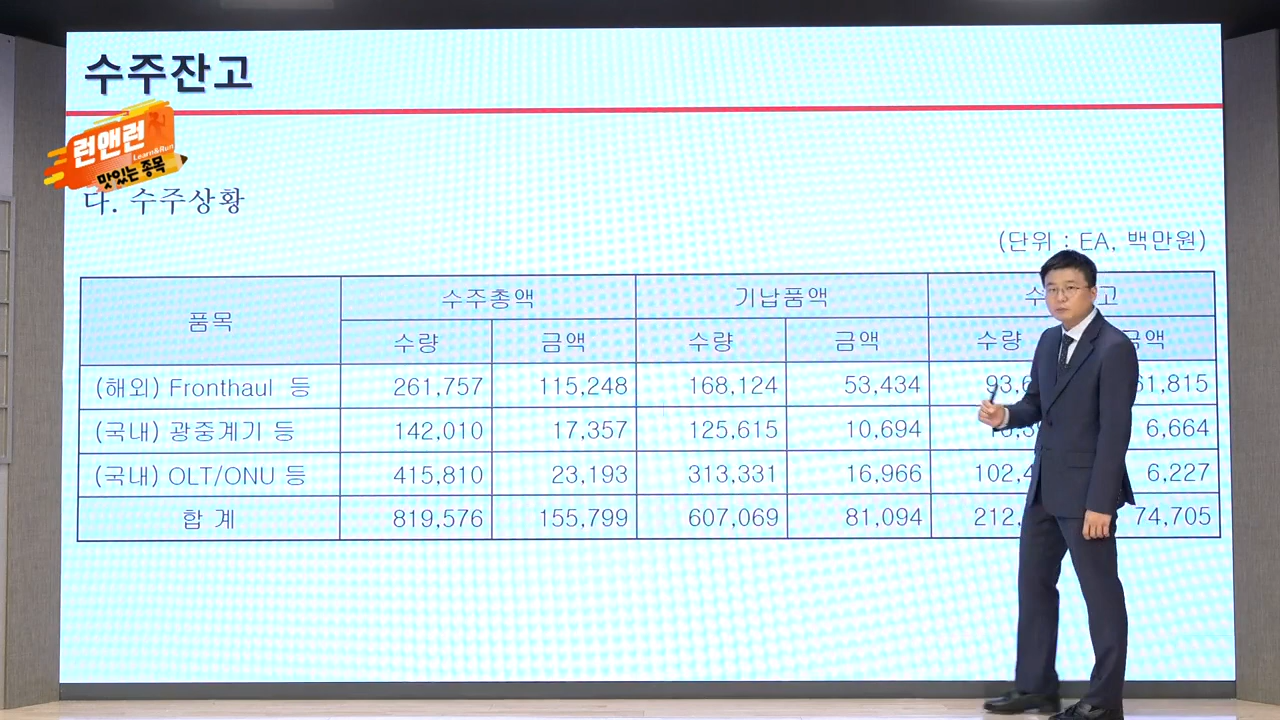 수주잔고
런앤런
Learn&Run
맛있는 종목
다. 수주상황
(단위 : EA, 백만원)
품목 수주총액 기납품액
수량 금액 수량 금액 수량 금액
(해외) Fronthaul 등 261,757 115,248 168,124 53,434
(국내) 광중계기 등 142,010 17,357 125,615 10,694 6,664
(국내) OLT/ONU 등 415,810 23,193 313,331 16,966 6,227
합 계 819,576 155,799 607,069 81,094 74,705